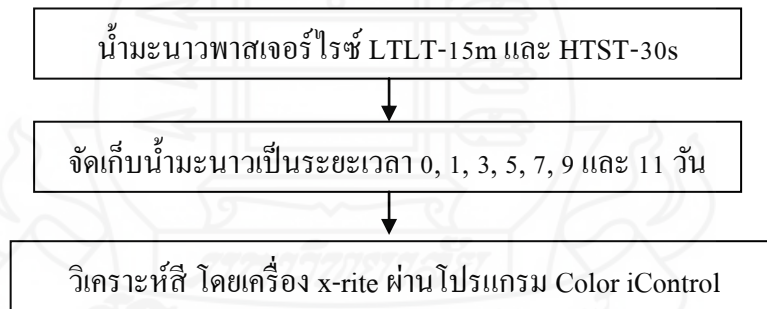 น้ำมะนาวพาสเจอร์ไรซ์ LTLT-15m และ HTST-30s
จัดเก็บน้ำมะนาวเป็นระยะเวลา 0, 1, 3, 5, 7, 9 และ 11 วัน
วิเคราะห์สี โดยเครื่อง x-rite ผ่านโปรแกรม Color iControl